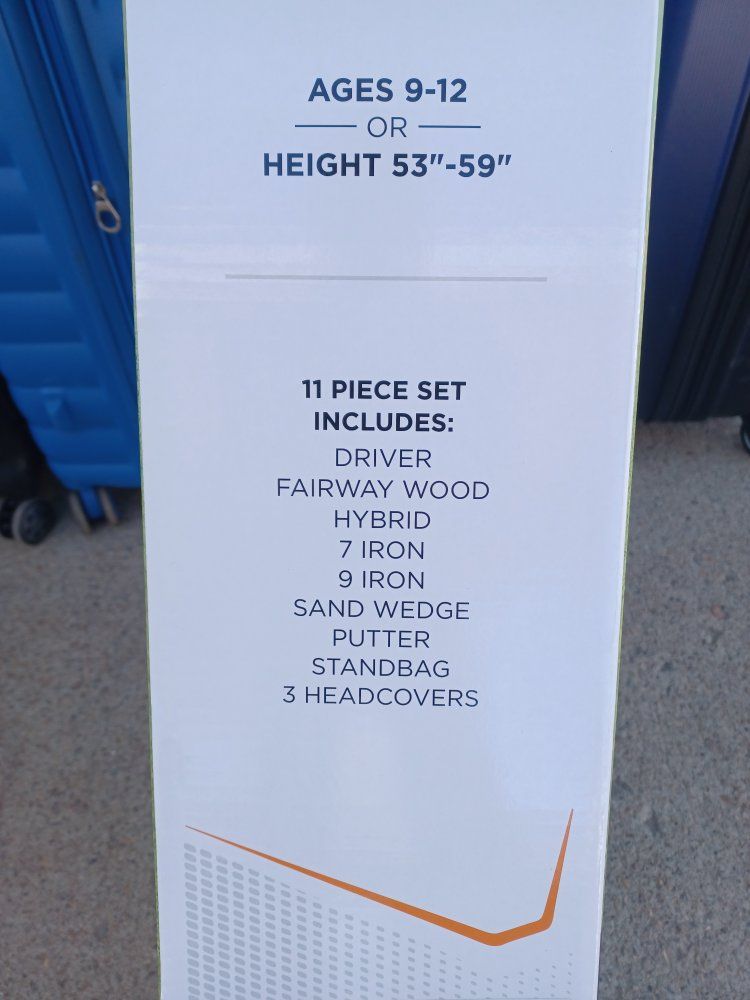 AGES 9-12
OR
HEIGHT 53"-59"
11 PIECE SET
INCLUDES:
DRIVER
FAIRWAY WOOD
HYBRID
7 IRON
9 IRON
SAND WEDGE
PUTTER
STANDBAG
3 HEADCOVERS